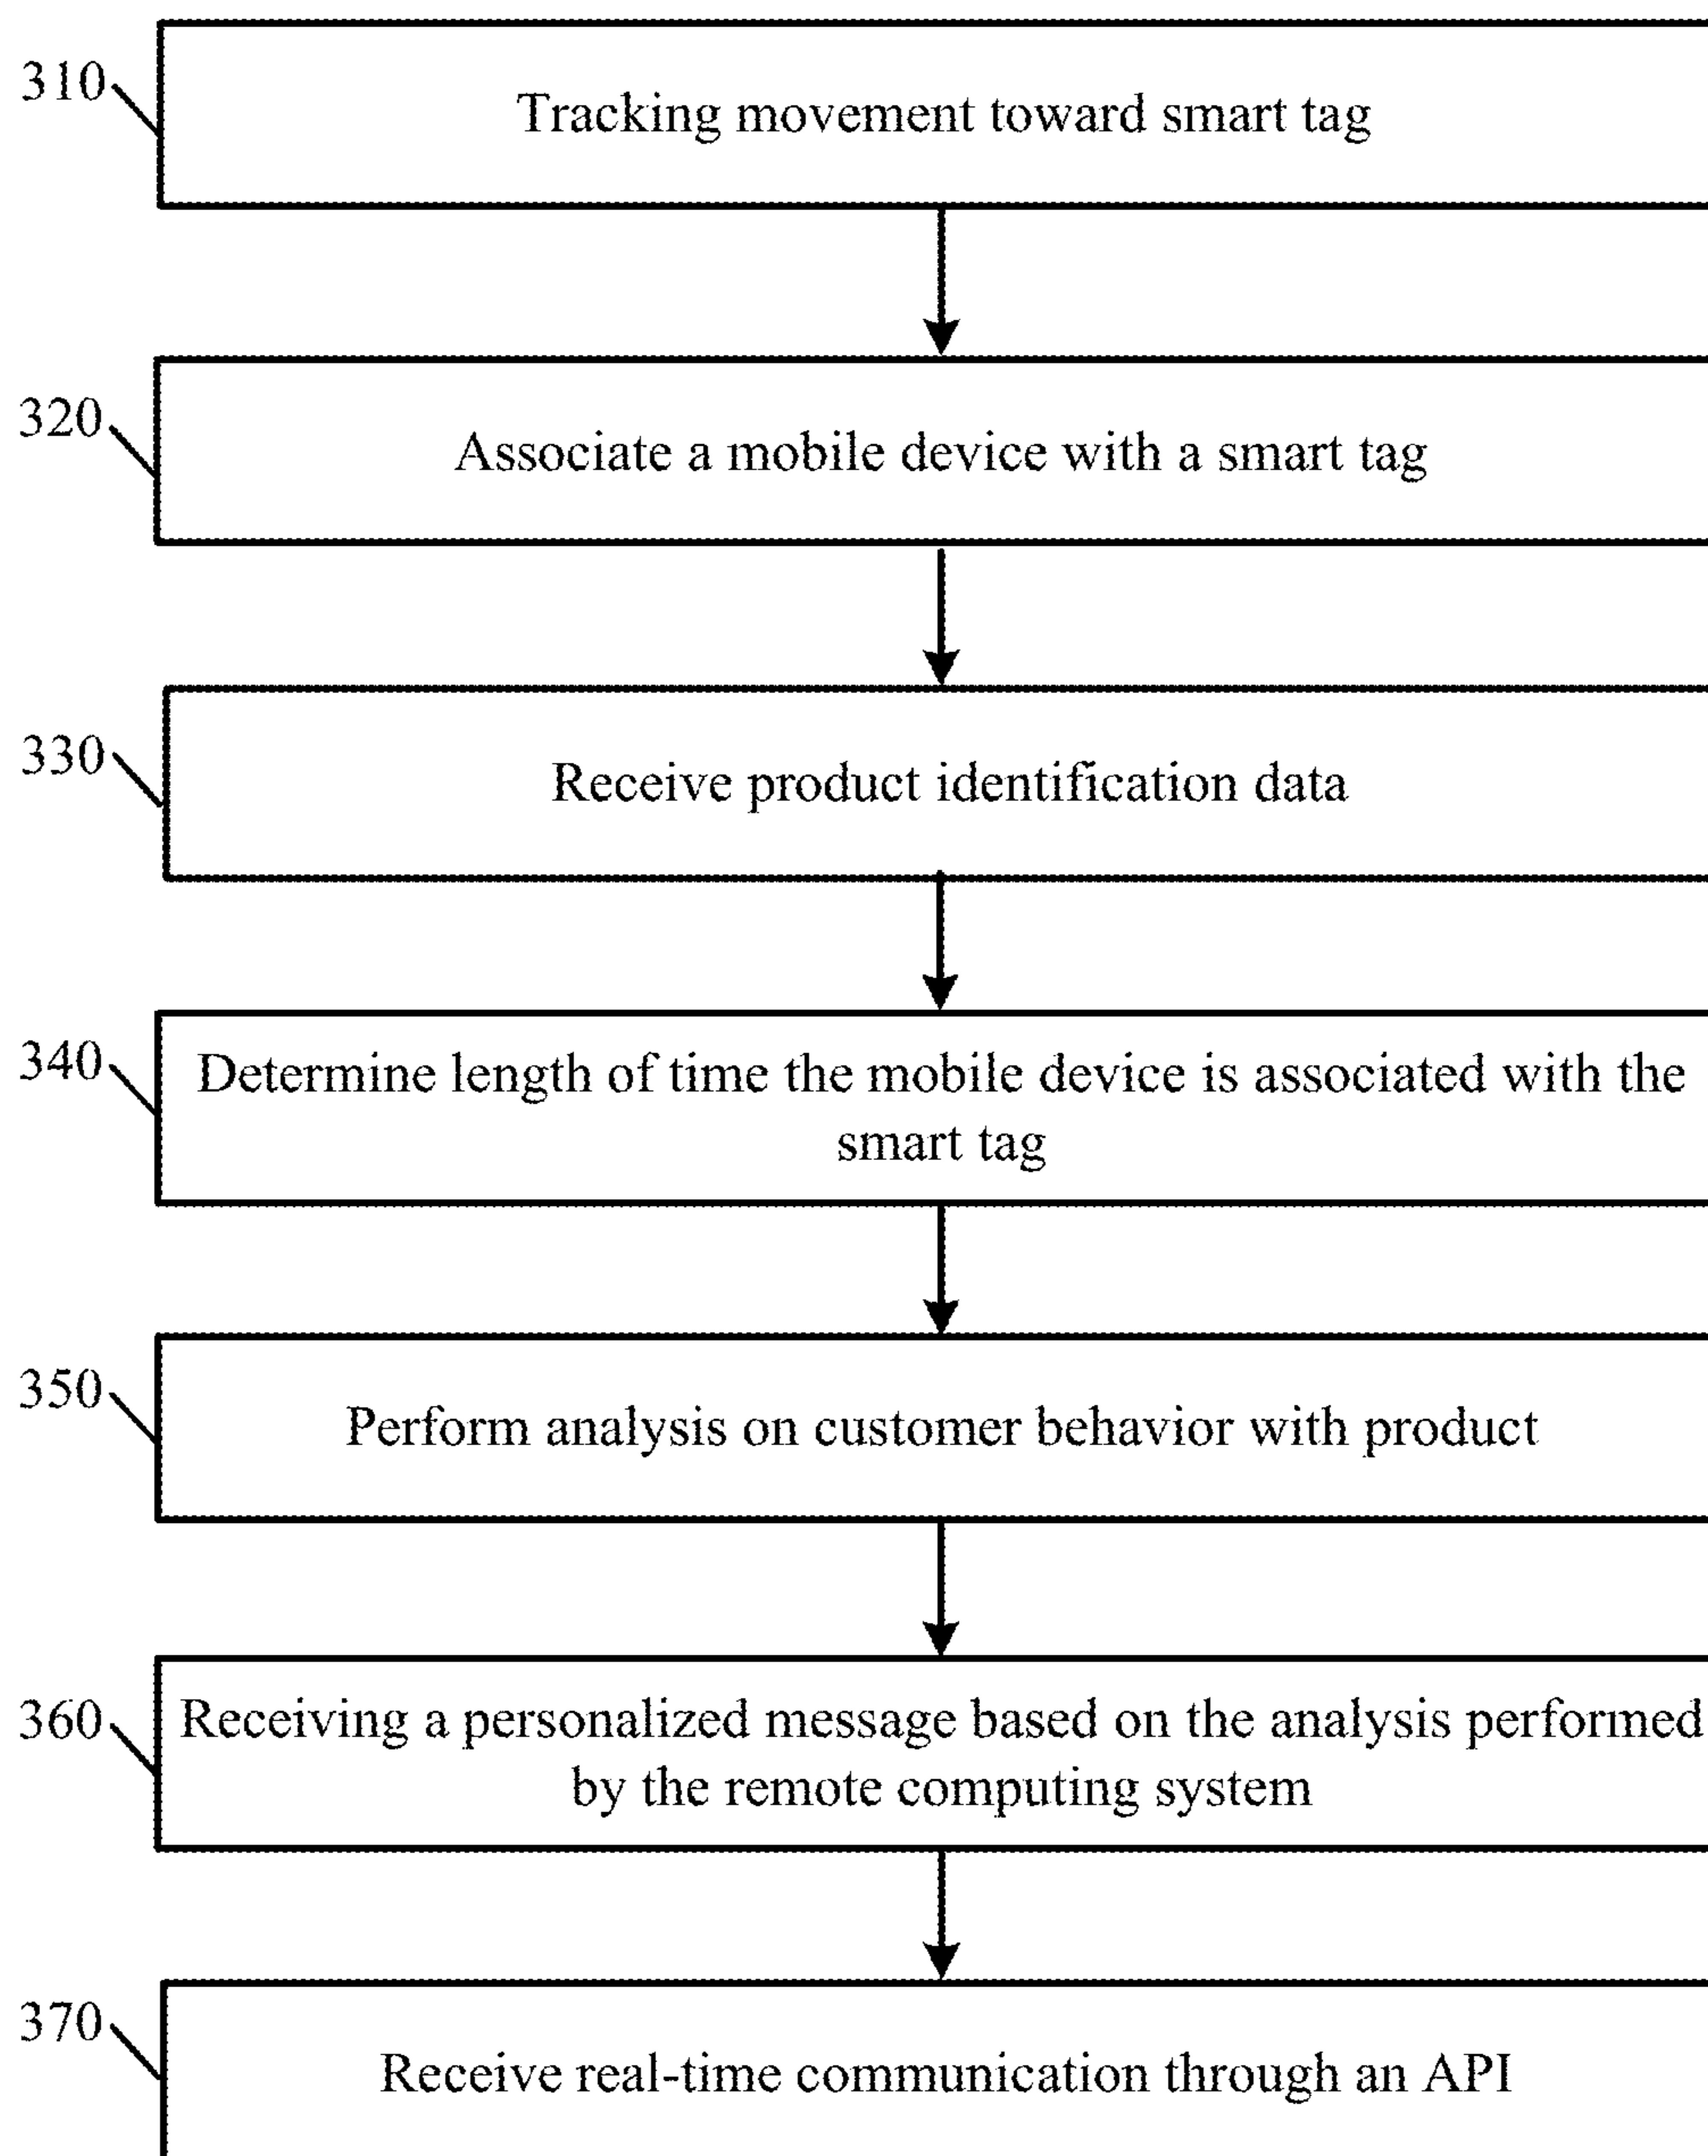 310
Tracking movement toward smart tag
320
Associate a mobile device with a smart tag
330
Receive product identification data
340
Determine length of time the mobile device is associated with the
smart tag
350
Perform analysis on customer behavior with product
360
Receiving a personalized message based on the analysis performed
by the remote computing system
370
Receive real-time communication through an API